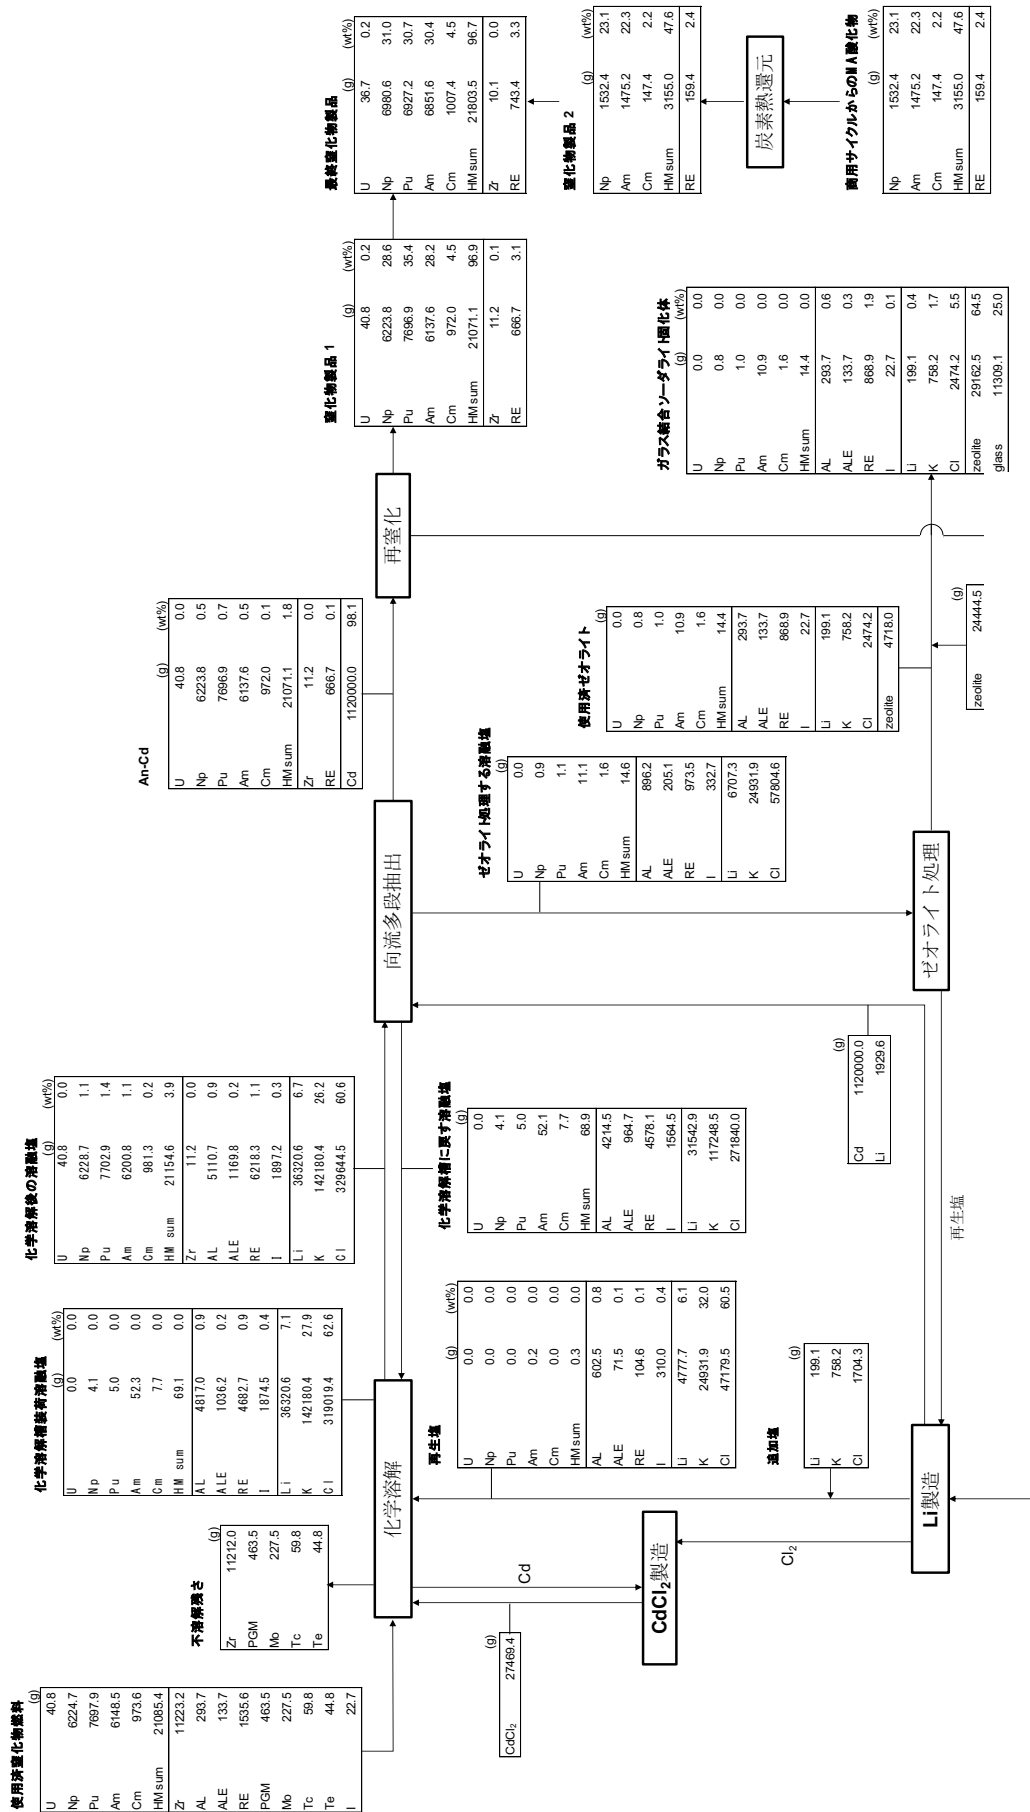 使用済窒化物燃料
(g)
U 40.8
Np 6224.7
Pu 7697.9
Am 6148.5
Cm 973.6
HM sum 21085.4
Zr 11223.2
AL 293.7
ALE 133.7
RE 1535.6
PGM 463.5
Mo 227.5
Tc 59.8
Te 44.8
I 22.7
不溶解残さ
(g)
Zr 11212.0
PGM 463.5
Mo 227.5
Tc 59.8
Te 44.8
化学溶解槽装荷溶融塩
(g) (wt%)
U 0.0 0.0
Np 4.1 0.0
Pu 5.0 0.0
Am 52.3 0.0
Cm 7.7 0.0
HM sum 69.1 0.0
AL 4817.0 0.9
ALE 1036.2 0.2
RE 4682.7 0.9
I 1874.5 0.4
Li 36320.6 7.1
K 142180.4 27.9
Cl 319019.4 62.6
化学溶解後の溶融塩
(g) (wt%)
U 40.8 0.0
Np 6228.7 1.1
Pu 7702.9 1.4
Am 6200.8 1.1
Cm 981.3 0.2
HM sum 21154.6 3.9
Zr 11.2 0.0
AL 5110.7 0.9
ALE 1169.8 0.2
RE 6218.3 1.1
I 1897.2 0.3
Li 36320.6 6.7
K 142180.4 26.2
Cl 329644.5 60.6
An-Cd
(g) (wt%)
U 40.8 0.0
Np 6223.8 0.5
Pu 7696.9 0.7
Am 6137.6 0.5
Cm 972.0 0.1
HM sum 21071.1 1.8
Zr 11.2 0.0
RE 666.7 0.1
Cd 1120000.0 98.1
窒化物製品 1
(g) (wt%)
U 40.8 0.2
Np 6223.8 28.6
Pu 7696.9 35.4
Am 6137.6 28.2
Cm 972.0 4.5
HM sum 21071.1 96.9
Zr 11.2 0.1
RE 666.7 3.1
最終窒化物製品
(g) (wt%)
U 36.7 0.2
Np 6980.6 31.0
Pu 6927.2 30.7
Am 6851.6 30.4
Cm 1007.4 4.5
HM sum 21803.5 96.7
Zr 10.1 0.0
RE 743.4 3.3
化学溶解
向流多段抽出
再窒化
CdCl2 27469.4
(g)
Cd
CdCl2製造
Cl2
再生塩
(g) (wt%)
U 0.0 0.0
Np 0.0 0.0
Pu 0.0 0.0
Am 0.2 0.0
Cm 0.0 0.0
HM sum 0.3 0.0
AL 602.5 0.8
ALE 71.5 0.1
RE 104.6 0.1
I 310.0 0.4
Li 4777.7 6.1
K 24931.9 32.0
Cl 47179.5 60.5
化学溶解槽に戻す溶融塩
(g)
U 0.0
Np 4.1
Pu 5.0
Am 52.1
Cm 7.7
HM sum 68.9
AL 4214.5
ALE 964.7
RE 4578.1
I 1564.5
Li 31542.9
K 117248.5
Cl 271840.0
ゼオライト処理する溶融塩
(g)
U 0.0
Np 0.9
Pu 1.1
Am 11.1
Cm 1.6
HM sum 14.6
AL 896.2
ALE 205.1
RE 973.5
I 332.7
Li 6707.3
K 24931.9
Cl 57804.6
使用済ゼオライト
(g)
U 0.0
Np 0.8
Pu 1.0
Am 10.9
Cm 1.6
HM sum 14.4
AL 293.7
ALE 133.7
RE 868.9
I 22.7
Li 199.1
K 758.2
Cl 2474.2
zeolite 4718.0
ガラス結合ソーダライト固化体
(g) (wt%)
U 0.0 0.0
Np 0.8 0.0
Pu 1.0 0.0
Am 10.9 0.0
Cm 1.6 0.0
HM sum 14.4 0.0
AL 293.7 0.6
ALE 133.7 0.3
RE 868.9 1.9
I 22.7 0.1
Li 199.1 0.4
K 758.2 1.7
Cl 2474.2 5.5
zeolite 29162.5 64.5
glass 11309.1 25.0
窒化物製品 2
(g) (wt%)
Np 1532.4 23.1
Am 1475.2 22.3
Cm 147.4 2.2
HM sum 3155.0 47.6
RE 159.4 2.4
炭素熱還元
商用サイクルからのMA酸化物
(g) (wt%)
Np 1532.4 23.1
Am 1475.2 22.3
Cm 147.4 2.2
HM sum 3155.0 47.6
RE 159.4 2.4
追加塩
(g)
Li 199.1
K 758.2
Cl 1704.3
Li製造
(g)
Cd 1120000.0
Li 1929.6
再生塩
ゼオライト処理
(g)
zeolite 24444.5